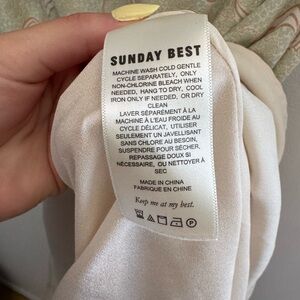 SUNDAY BEST
MACHINE WASH COLD GENTLE
CYCLE SEPARATELY, ONLY
NON-CHLORINE BLEACH WHEN
NEEDED, HANG TO DRY, COOL
IRON ONLY IF NEEDED, OR DRY
CLEAN
LAVER SÉPARÉMENT À LA
MACHINE À L'EAU FROIDE AU
CYCLE DÉLICAT, UTILISER
SEULEMENT UN JAVELLISANT
SANS CHLORE AU BESOIN,
SUSPENDRE POUR SÉCHER,
REPASSAGE DOUX SI
NÉCESSAIRE, OU NETTOYER À
SEC
MADE IN CHINA
FABRIQUE EN CHINE
Keep me at my best.